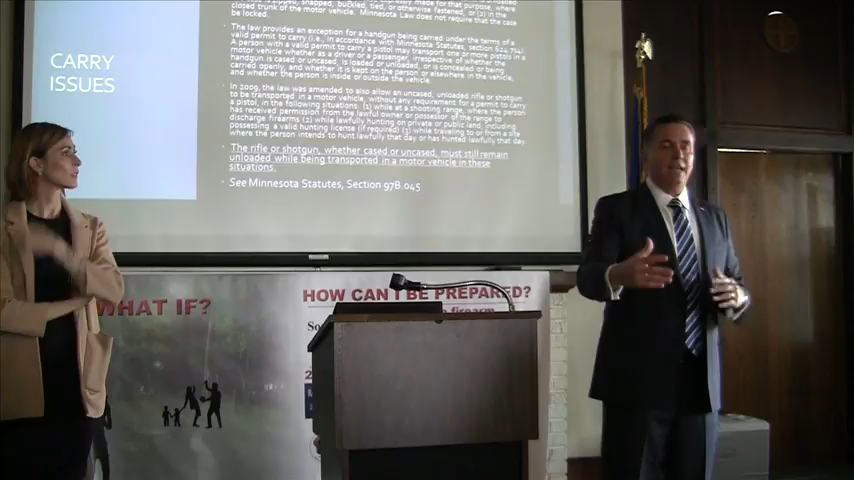 closed trunk of the motor vehicle. Minnesota Law does not require that the case
be locked.
CARRY
ISSUES
The law provides an exception for a handgun being carried under the terms of a
valid permit to carry (i.e., in accordance with Minnesota Statutes, section 624.714).
A person with a valid permit to carry a pistol may transport one or more pistols in a
motor vehicle whether as a driver or a passenger, irrespective of whether the
handgun is cased or uncased, is loaded or unloaded, or is concealed or being
carried openly, and whether it is kept on the person or elsewhere in the vehicle,
and whether the person is inside or outside the vehicle.
In 2009, the law was amended to also allow an uncased, unloaded rifle or shotgun
to be transported in a motor vehicle, without any requirement for a permit to carry
a pistol, in the following situations: (1) while at a shooting range, where the person
has received permission from the lawful owner or possessor of the range to
discharge firearms (2) while lawfully hunting on private or public land, including
possessing a valid hunting license (if required) (3) while traveling to or from a site
where the person intends to hunt lawfully that day or has hunted lawfully that day.
The rifle or shotgun, whether cased or uncased, must still remain
unloaded while being transported in a motor vehicle in these
situations.
See Minnesota Statutes, Section 97B.045
WHAT IF?
HOW CAN I BE PREPARED?
firearm